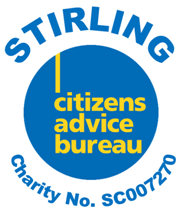 STIRLING
citizens
advice
bureau
Charity No. SC007270